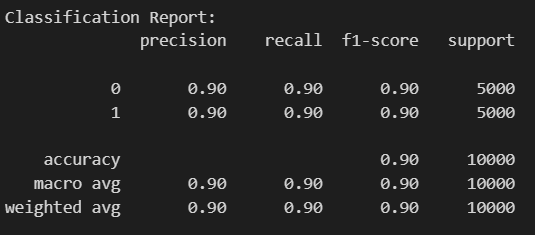 Classification Report:
precision recall f1-score support
0 0.90 0.90 0.90 5000
1 0.90 0.90 0.90 5000
accuracy 0.90 10000
macro avg 0.90 0.90 0.90 10000
weighted avg 0.90 0.90 0.90 10000